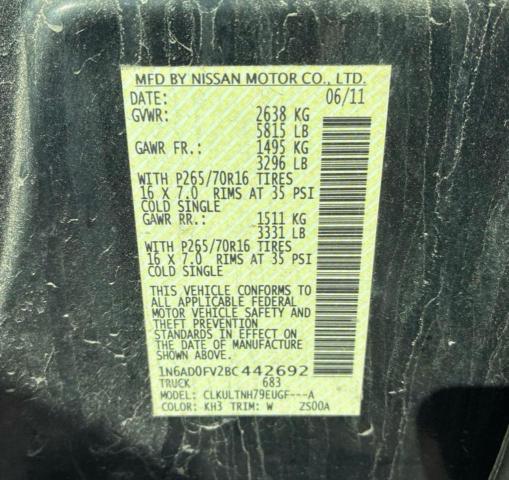 MFD BY NISSAN MOTOR CO., LTD.
DATE: 06/11
GVWR: 2638 KG
5815 LB
GAWR FR.: 1495 KG
3296 LB
WITH P265/70R16 TIRES
16 X 7.0 RIMS AT 35 PSI
COLD SINGLE
GAWR RR.: 1511 KG
3331 LB
WITH P265/70R16 TIRES
16 X 7.0 RIMS AT 35 PSI
COLD SINGLE
THIS VEHICLE CONFORMS TO
ALL APPLICABLE FEDERAL
MOTOR VEHICLE SAFETY AND
THEFT PREVENTION
STANDARDS IN EFFECT ON
THE DATE OF MANUFACTURE
SHOWN ABOVE.
1N6AD0FV2BC442692
TRUCK 683
MODEL: CLKULTNH79EUGF---A
COLOR: KH3 TRIM: W ZS00A